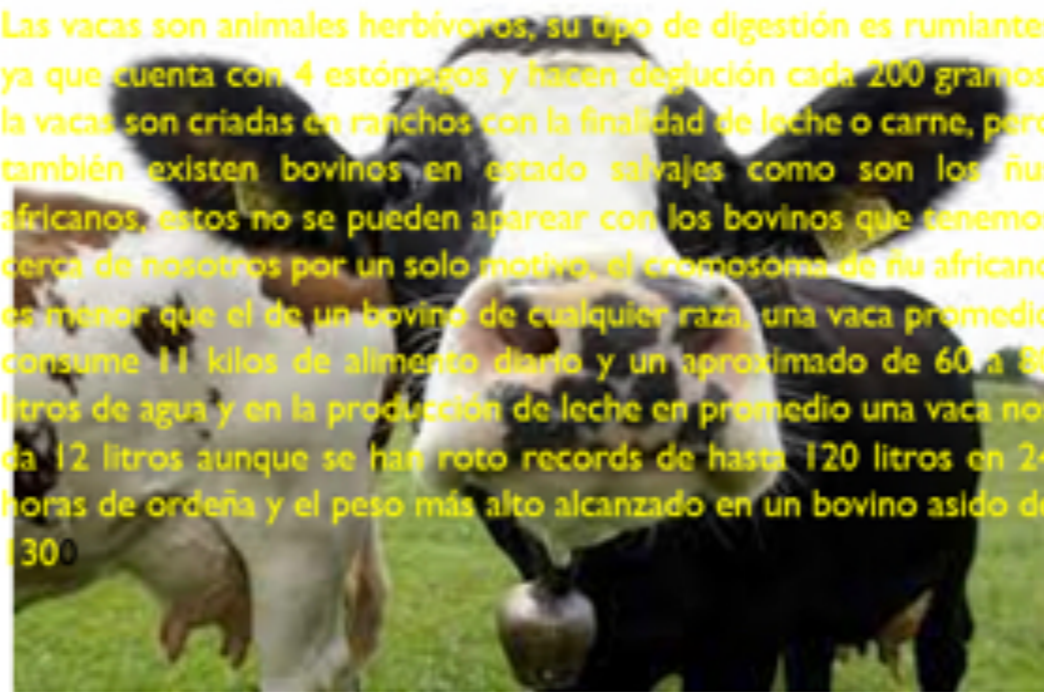 Las vacas son animales herbívoros, su tipo de digestión es rumiante
ya que cuenta con 4 estómagos y hacen deglución cada 200 gramos
la vacas son criadas en ranchos con la finalidad de leche o carne, pero
también existen bovinos en estado salvajes como son los ñu
africanos, estos no se pueden aparear con los bovinos que tenemo
cerca de nosotros por un solo motivo, el cromosoma de ñu africano
es menor que el de un bovino de cualquier raza, una vaca promedio
consume 11 kilos de alimento diario y un aproximado de 60 a 80
litros de agua y en la producción de leche en promedio una vaca nos
da 12 litros aunque se han roto records de hasta 120 litros en 24
horas de ordeña y el peso más alto alcanzado en un bovino asido de
1300